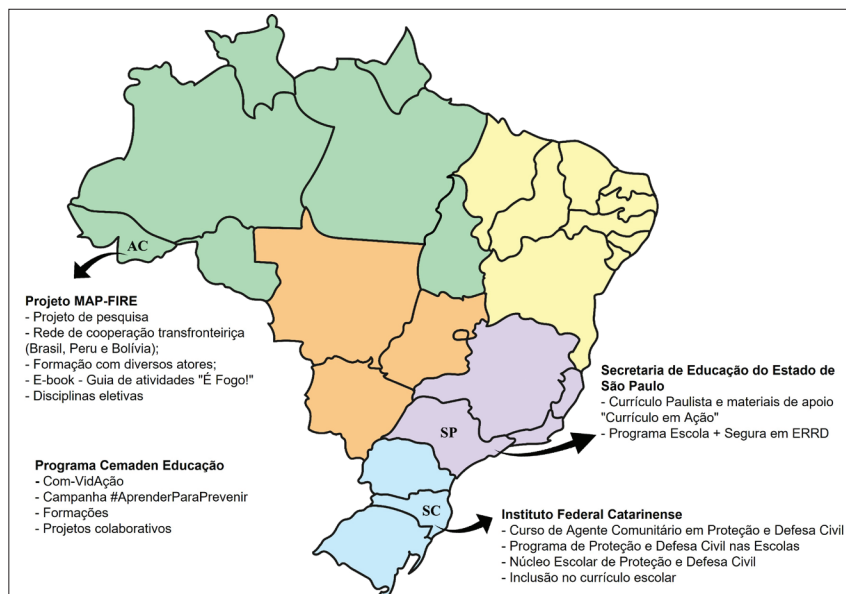 AC
Projeto MAP-FIRE
- Projeto de pesquisa
- Rede de cooperação transfronteiriça
(Brasil, Peru e Bolívia);
- Formação com diversos atores;
- E-book - Guia de atividades "É Fogo!"
- Disciplinas eletivas
Secretaria de Educação do Estado de
São Paulo
- Currículo Paulista e materiais de apoio
"Currículo em Ação"
- Programa Escola + Segura em ERRD
SP
Programa Cemaden Educação
- Com-VidAção
- Campanha #AprenderParaPrevenir
- Formações
- Projetos colaborativos
SC
Instituto Federal Catarinense
- Curso de Agente Comunitário em Proteção e Defesa Civil
- Programa de Proteção e Defesa Civil nas Escolas
- Núcleo Escolar de Proteção e Defesa Civil
- Inclusão no currículo escolar